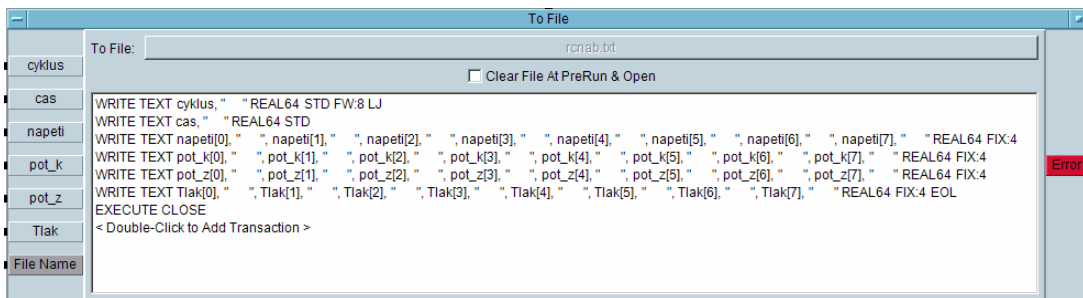 To File
To File: rcnab.txt
Clear File At PreRun & Open
cyklus
cas
napeti
pot_k
pot_z
Tlak
File Name
WRITE TEXT cyklus, "    " REAL64 STD FW:8 LJ
WRITE TEXT cas, "    " REAL64 STD
WRITE TEXT napeti[0], "    ", napeti[1], "    ", napeti[2], "    ", napeti[3], "    ", napeti[4], "    ", napeti[5], "    ", napeti[6], "    ", napeti[7], "    " REAL64 FIX:4
WRITE TEXT pot_k[0], "    ", pot_k[1], "    ", pot_k[2], "    ", pot_k[3], "    ", pot_k[4], "    ", pot_k[5], "    ", pot_k[6], "    ", pot_k[7], "    " REAL64 FIX:4
WRITE TEXT pot_z[0], "    ", pot_z[1], "    ", pot_z[2], "    ", pot_z[3], "    ", pot_z[4], "    ", pot_z[5], "    ", pot_z[6], "    ", pot_z[7], "    " REAL64 FIX:4
WRITE TEXT Tlak[0], "    ", Tlak[1], "    ", Tlak[2], "    ", Tlak[3], "    ", Tlak[4], "    ", Tlak[5], "    ", Tlak[6], "    ", Tlak[7], "    " REAL64 FIX:4 EOL
EXECUTE CLOSE
< Double-Click to Add Transaction >
Error